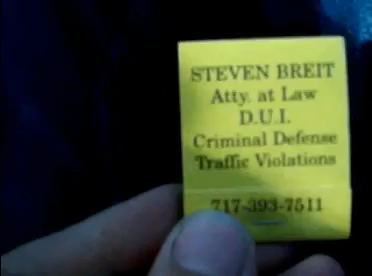 STEVEN BREIT
Atty. at Law
D.U.I.
Criminal Defense
Traffic Violations
717-393-7511